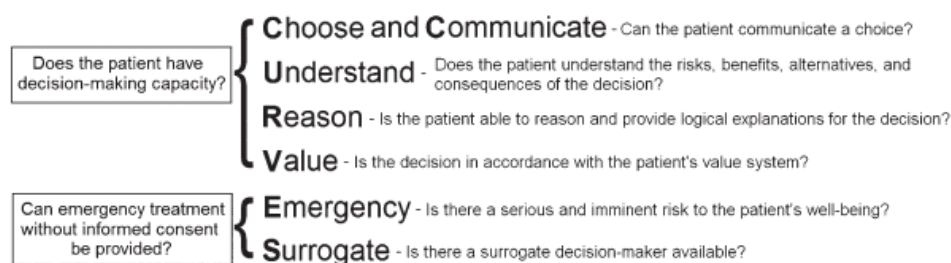 Does the patient have
decision-making capacity?
Choose and Communicate - Can the patient communicate a choice?
Understand - Does the patient understand the risks, benefits, alternatives, and
consequences of the decision?
Reason - Is the patient able to reason and provide logical explanations for the decision?
Value - Is the decision in accordance with the patient's value system?
Can emergency treatment
without informed consent
be provided?
Emergency - Is there a serious and imminent risk to the patient's well-being?
Surrogate - Is there a surrogate decision-maker available?